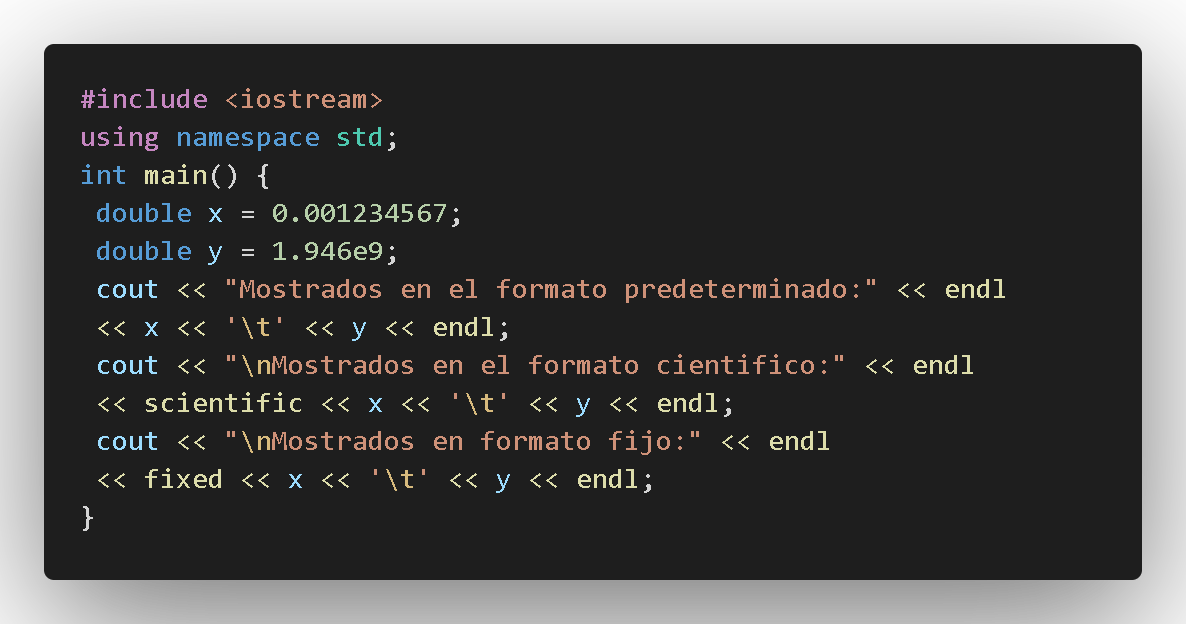 #include <iostream>
using namespace std;
int main() {
 double x = 0.001234567;
 double y = 1.946e9;
 cout << "Mostrados en el formato predeterminado:" << endl
 << x << '\t' << y << endl;
 cout << "\nMostrados en el formato cientifico:" << endl
 << scientific << x << '\t' << y << endl;
 cout << "\nMostrados en formato fijo:" << endl
 << fixed << x << '\t' << y << endl;
}